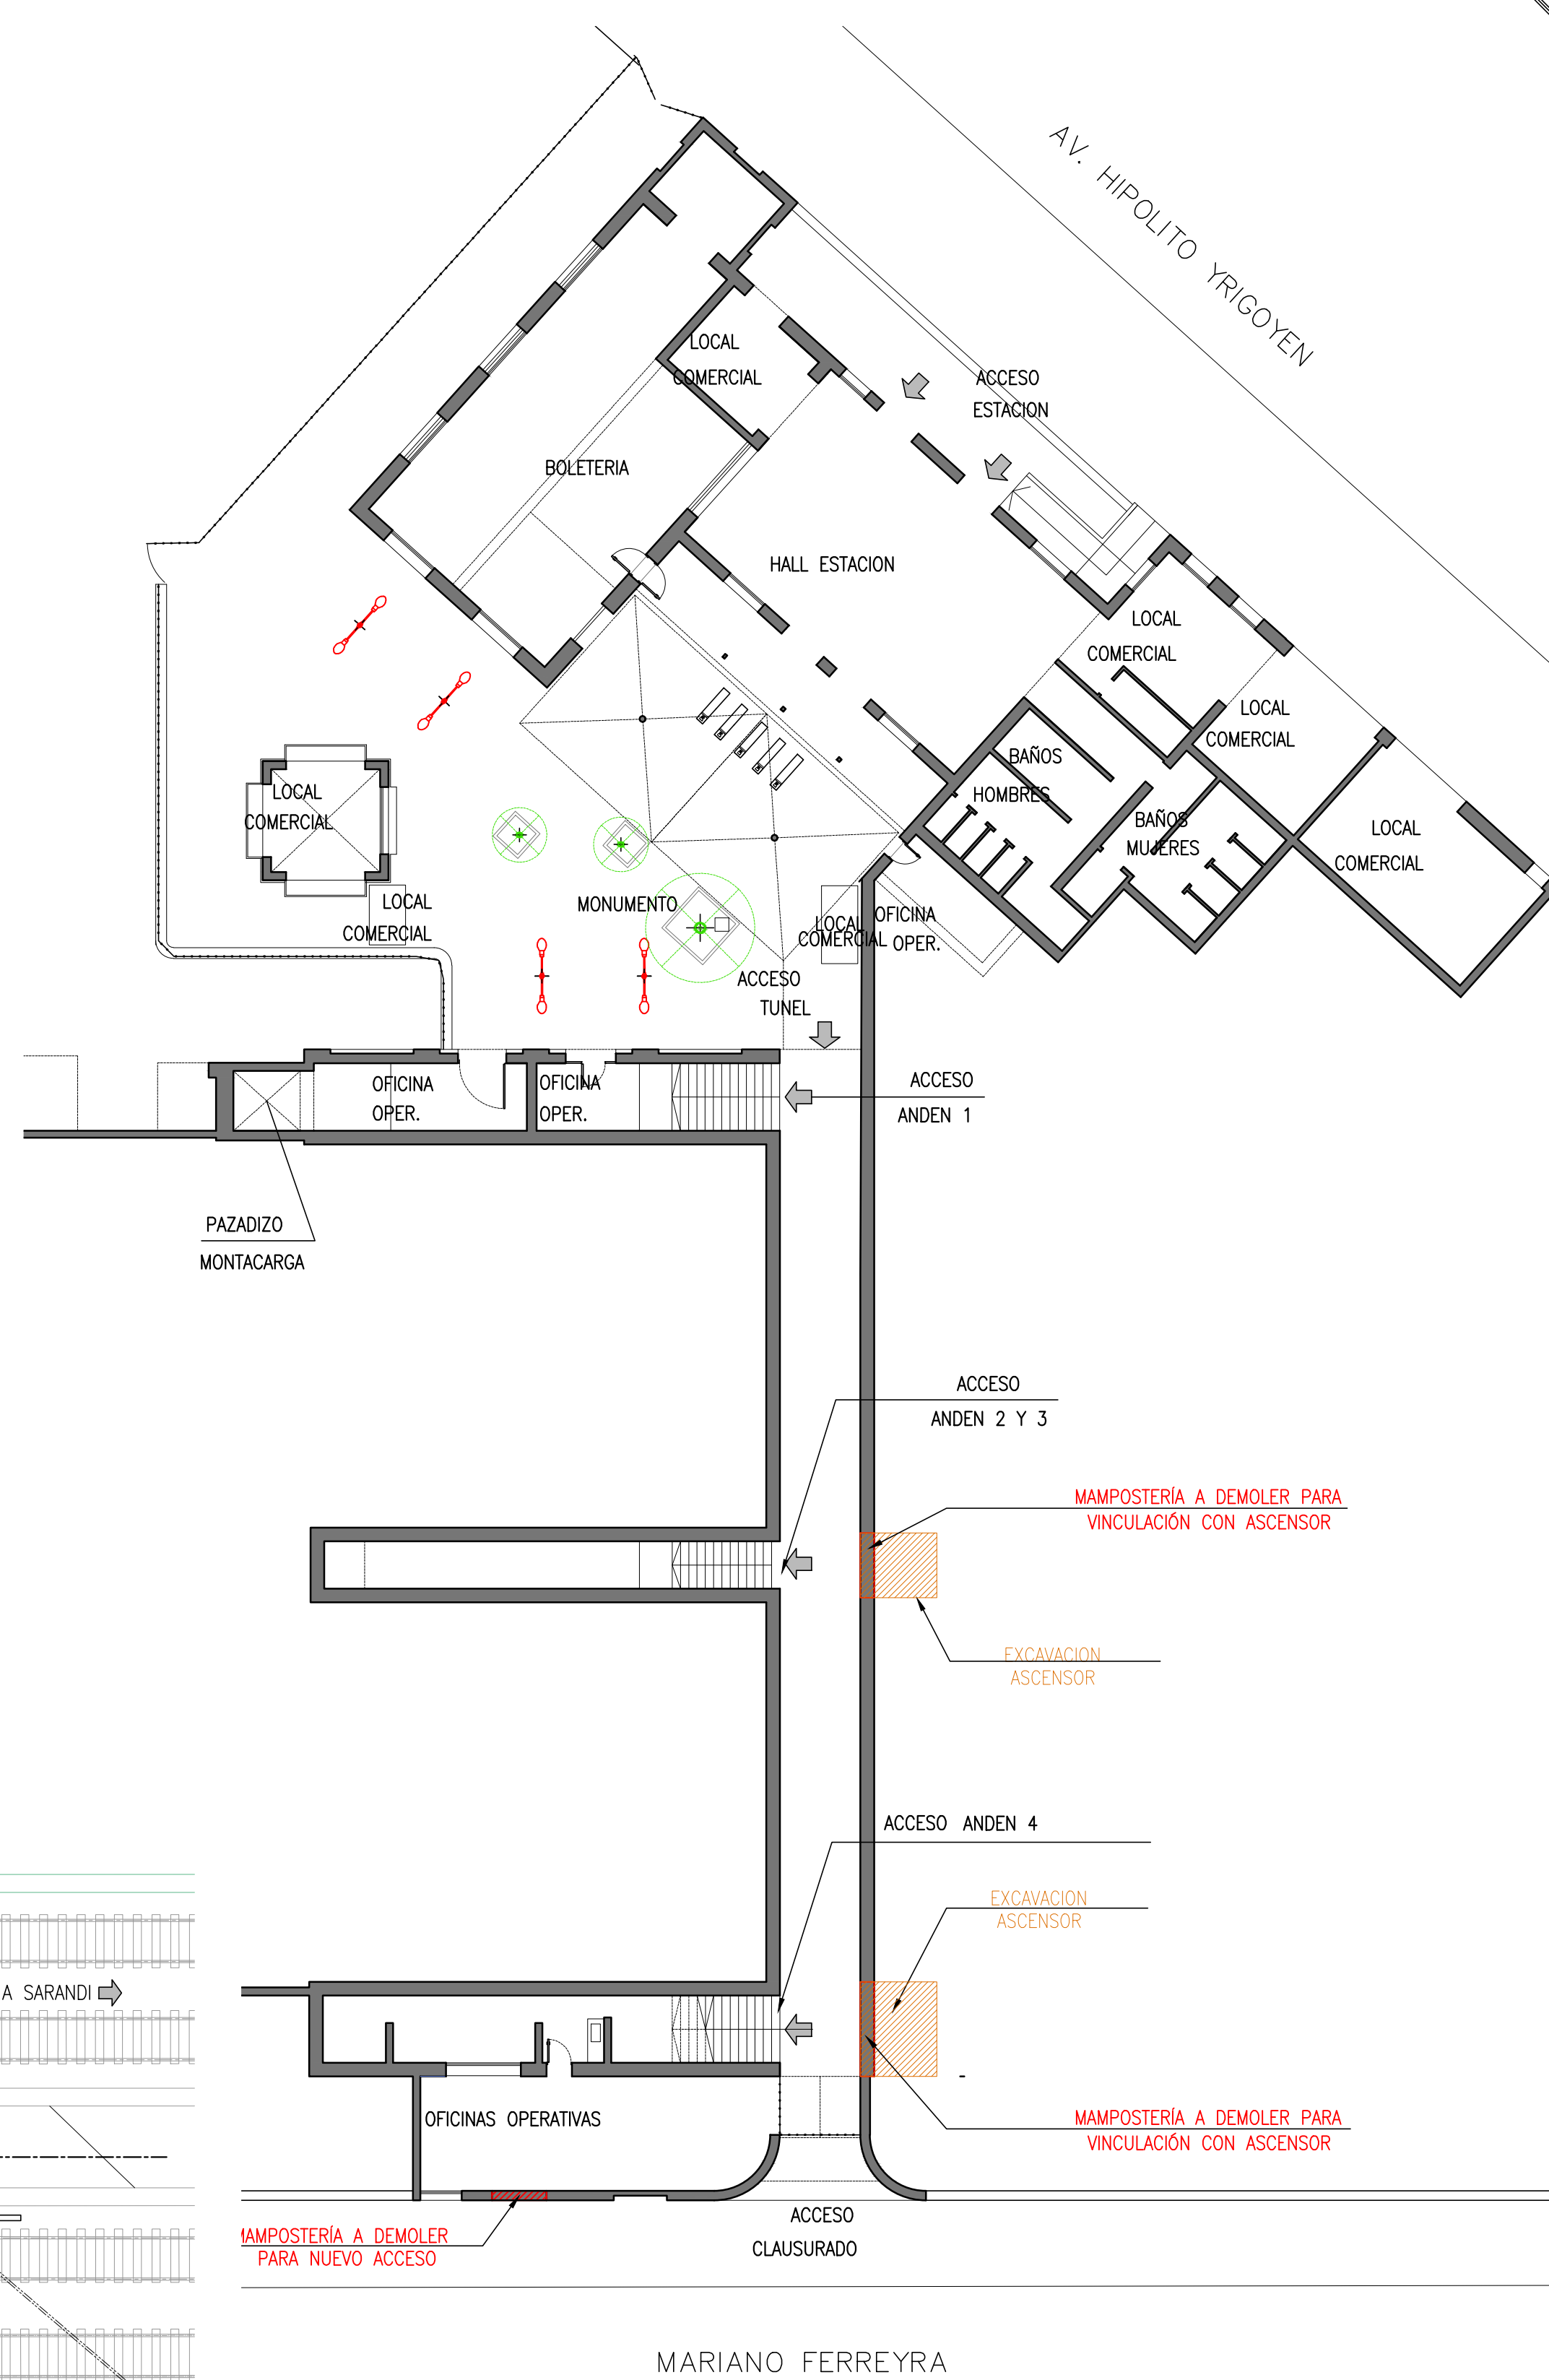 AV. HIPOLITO YRIGOYEN
LOCAL
COMERCIAL
ACCESO
ESTACION
BOLETERIA
HALL ESTACION
LOCAL
COMERCIAL
LOCAL
COMERCIAL
BAÑOS
HOMBRES
LOCAL
COMERCIAL
BAÑOS
MUJERES
LOCAL
COMERCIAL
LOCAL
COMERCIAL
MONUMENTO
LOCAL
COMERCIAL
OFICINA
OPER.
ACCESO
TUNEL
OFICINA
OPER.
OFICINA
OPER.
ACCESO
ANDEN 1
PAZADIZO
MONTACARGA
ACCESO
ANDEN 2 Y 3
MAMPOSTERÍA A DEMOLER PARA
VINCULACIÓN CON ASCENSOR
EXCAVACION
ASCENSOR
ACCESO ANDEN 4
EXCAVACION
ASCENSOR
A SARANDI
OFICINAS OPERATIVAS
MAMPOSTERÍA A DEMOLER PARA
VINCULACIÓN CON ASCENSOR
MAMPOSTERÍA A DEMOLER
PARA NUEVO ACCESO
ACCESO
CLAUSURADO
MARIANO FERREYRA